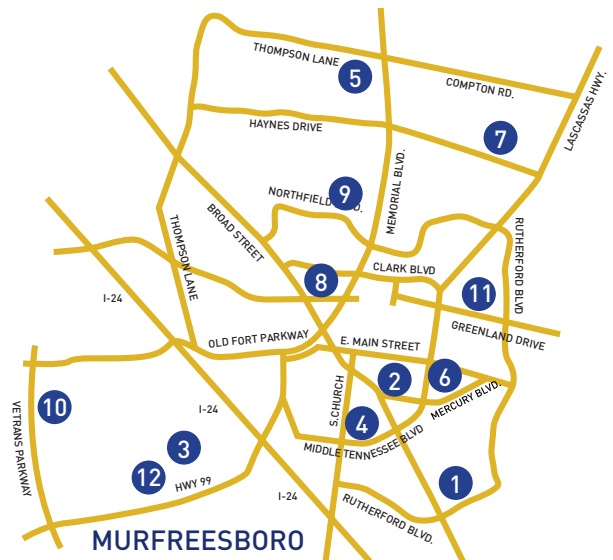 THOMPSON LANE
5
COMPTON RD.
LASCASSAS HWY.
HAYNES DRIVE
7
MEMORIAL BLVD.
9
NORTHFIELD
D.
BROAD STREET
THOMPSON LANE
RUTHERFORD BLVD
CLARK BLVD
8
11
I-24
GREENLAND DRIVE
OLD FORT PARKWAY
E. MAIN STREET
2
6
MERCURY BLVD.
10
VETRANS PARKWAY
I-24
S.CHURCH
4
MIDDLE TENNESSEE BLVD
3
12
HWY 99
1
I-24
RUTHERFORD BLVD.
MURFREESBORO